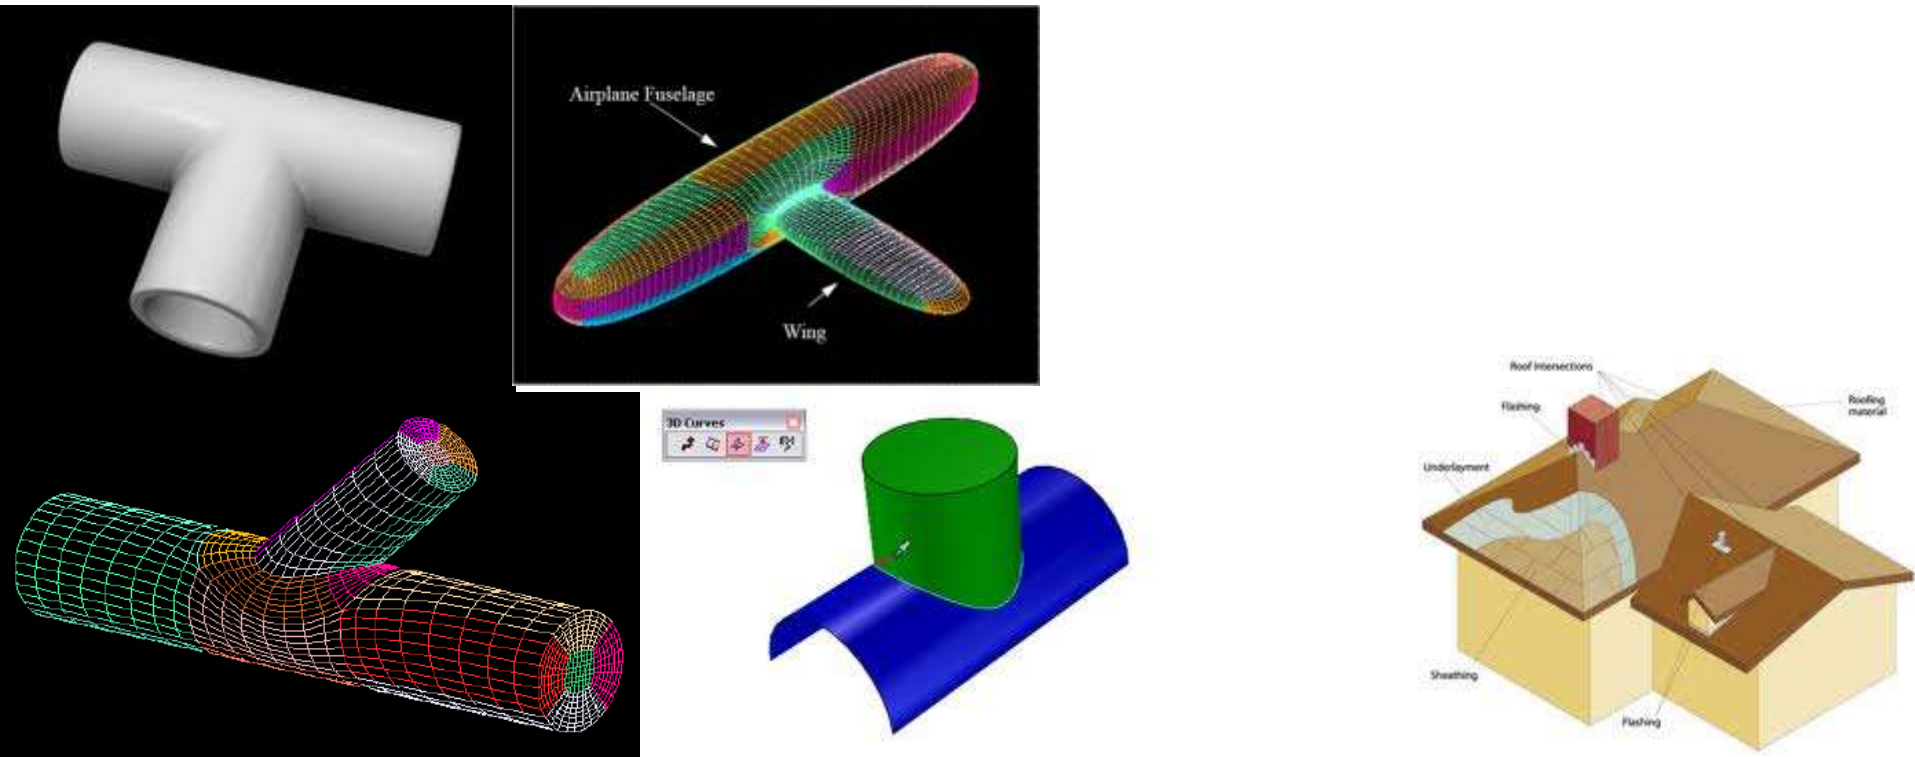 Airplane Fuselage
Wing
3D Curves
Roof Intersections
Flashing
Roofing
material
Underlayment
Sheathing
Flashing